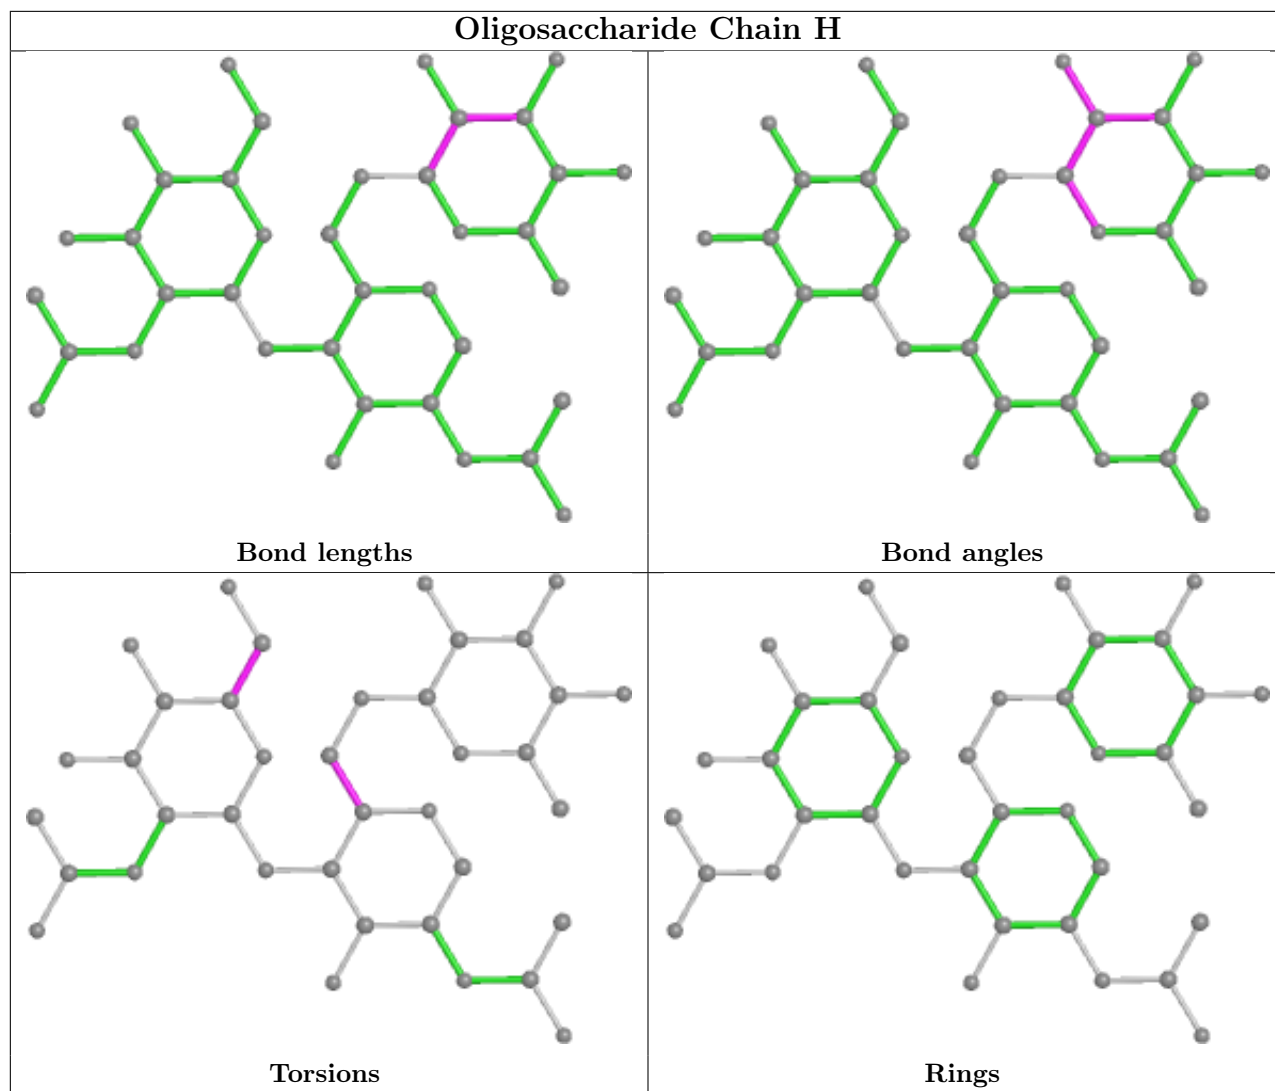 Oligosaccharide Chain H
Bond lengths
Bond angles
Torsions
Rings